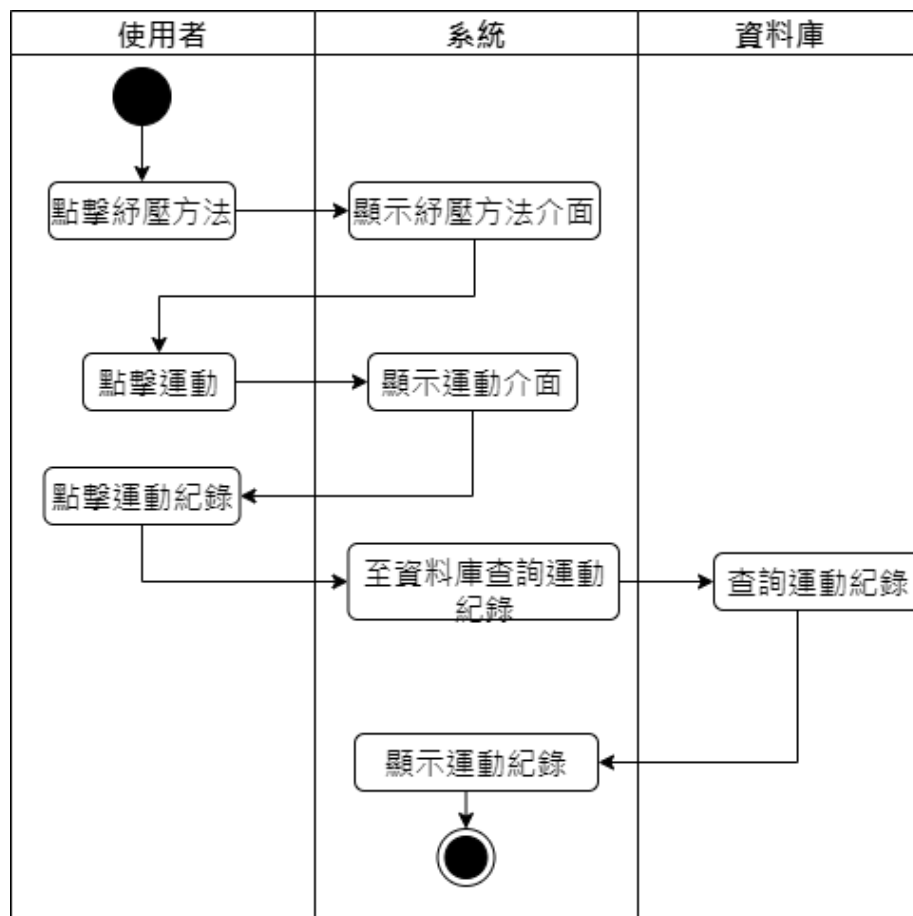 使用者
系統
資料庫
點擊紓壓方法
顯示紓壓方法介面
點擊運動
顯示運動介面
點擊運動紀錄
至資料庫查詢運動
紀錄
查詢運動紀錄
顯示運動紀錄